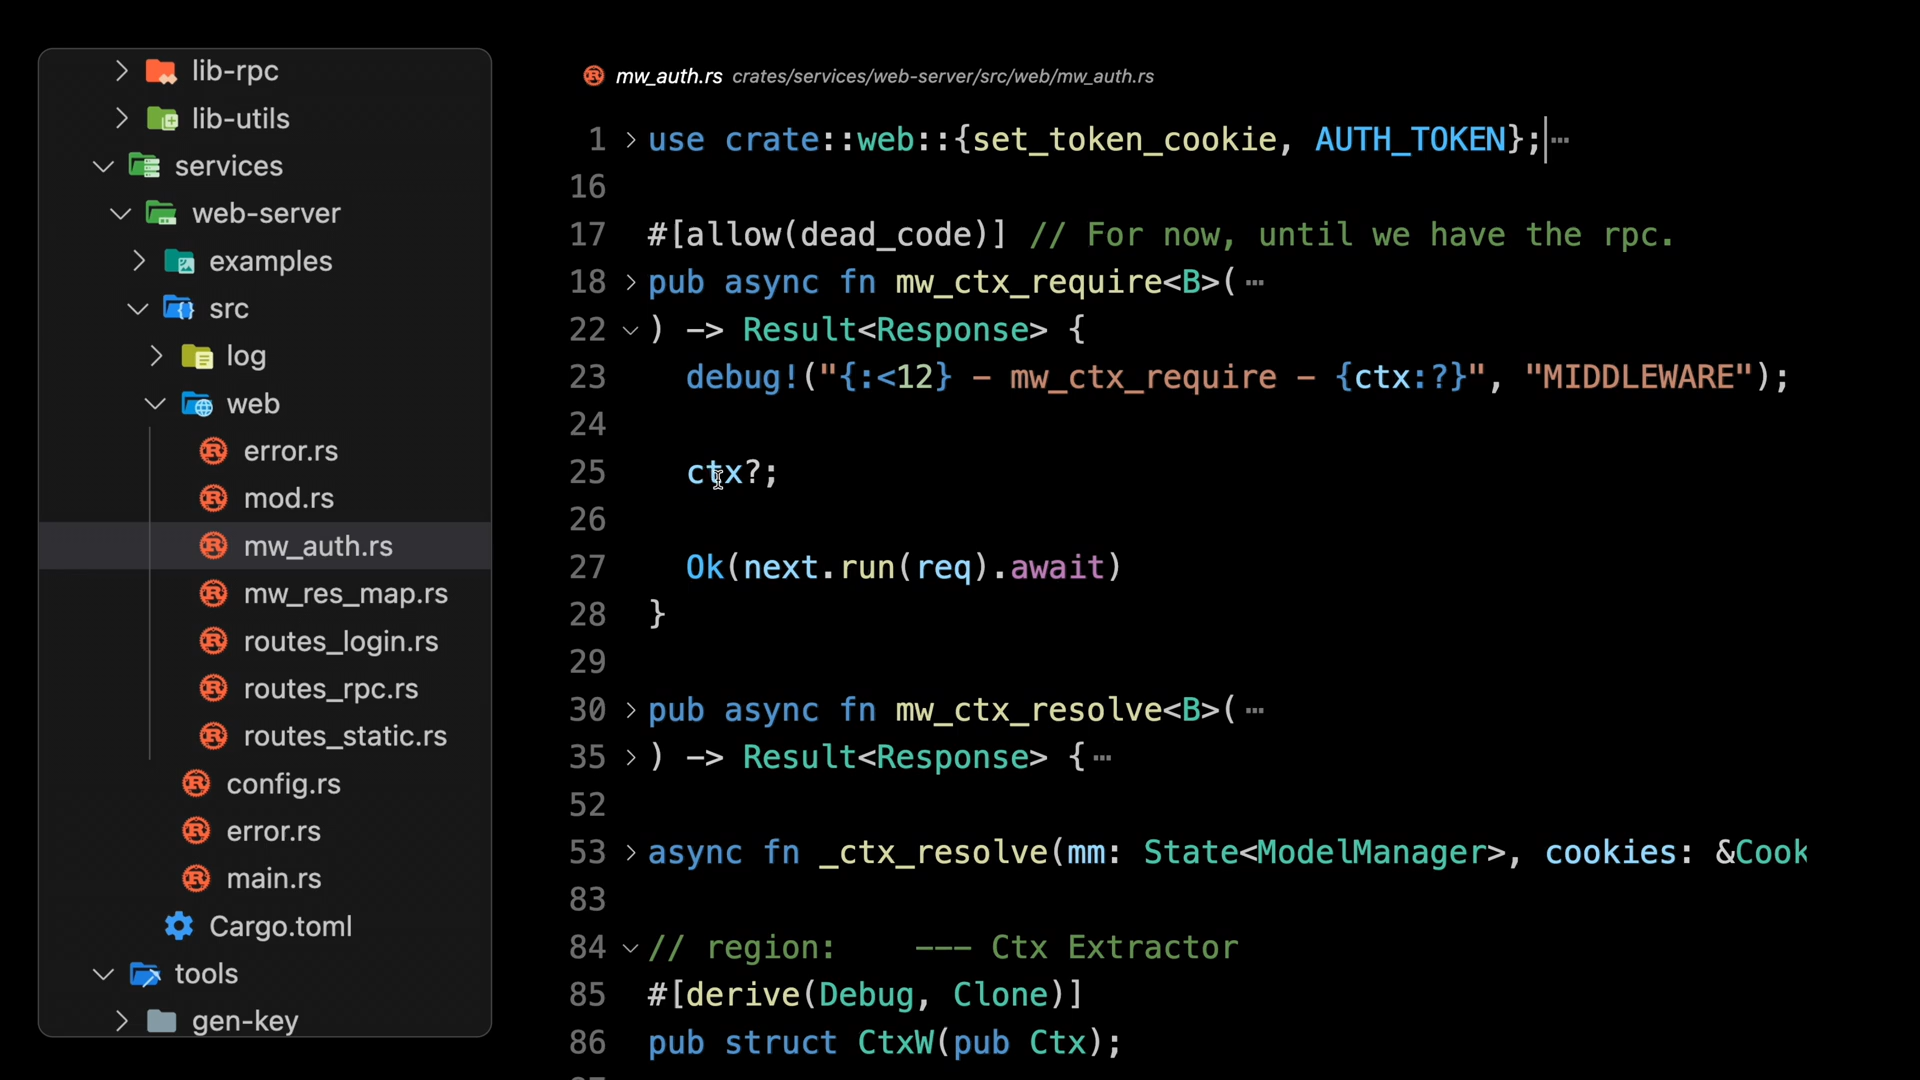 lib-rpc
lib-utils
services
web-server
examples
src
log
web
error.rs
mod.rs
mw_auth.rs
mw_res_map.rs
routes_login.rs
routes_rpc.rs
routes_static.rs
config.rs
error.rs
main.rs
Cargo.toml
tools
gen-key
mw_auth.rs crates/services/web-server/src/web/mw_auth.rs
1 use crate::web::{set_token_cookie, AUTH_TOKEN};⋯
16
17 #[allow(dead_code)] // For now, until we have the rpc.
18 pub async fn mw_ctx_require<B>( ⋯
22 ) -> Result<Response> {
23 debug!("{:<12} - mw_ctx_require - {ctx:?}", "MIDDLEWARE");
24
25 ctx?;
26
27 Ok(next.run(req).await)
28 }
29
30 pub async fn mw_ctx_resolve<B>( ⋯
35 ) -> Result<Response> {⋯
52
53 async fn _ctx_resolve(mm: State<ModelManager>, cookies: &Cook
83
84 // region: --- Ctx Extractor
85 #[derive(Debug, Clone)]
86 pub struct CtxW(pub Ctx);